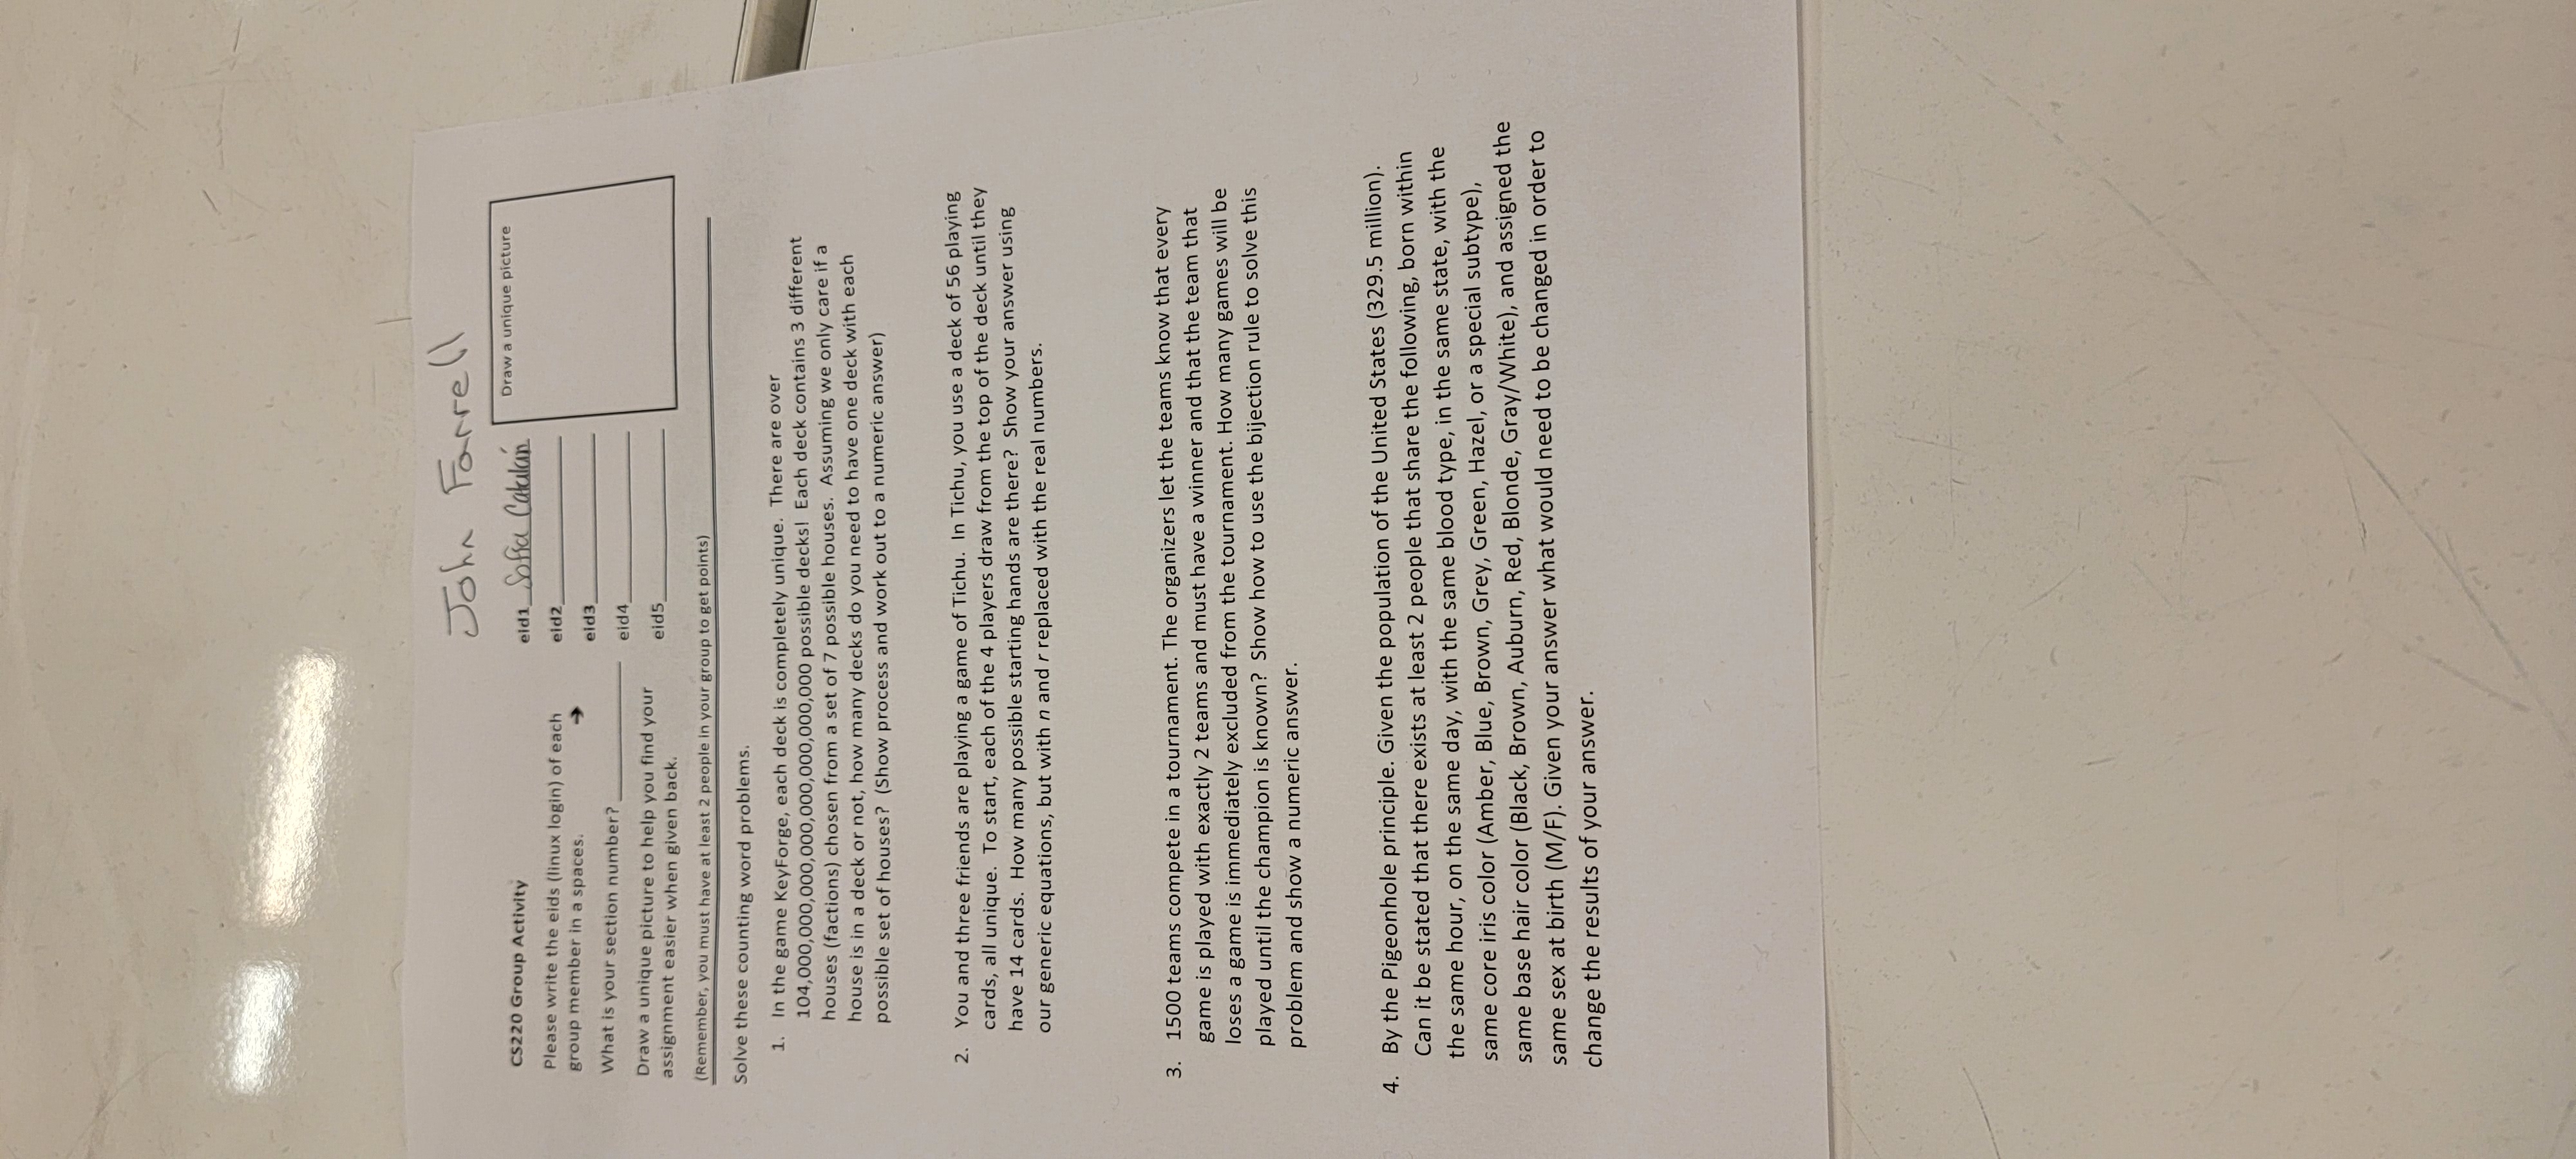 John Farrell
CS220 Group Activity
eid1 Sofia Catalán
Draw a unique picture
Please write the eids (linux login) of each
group member in a spaces. →
eid2
eid3
What is your section number?
eid4
Draw a unique picture to help you find your
assignment easier when given back.
eid5
(Remember, you must have at least 2 people in your group to get points)
Solve these counting word problems.
1. In the game KeyForge, each deck is completely unique. There are over
104,000,000,000,000,000,000,000,000 possible decks! Each deck contains 3 different
houses (factions) chosen from a set of 7 possible houses. Assuming we only care if a
house is in a deck or not, how many decks do you need to have one deck with each
possible set of houses? (Show process and work out to a numeric answer)
2. You and three friends are playing a game of Tichu. In Tichu, you use a deck of 56 playing
cards, all unique. To start, each of the 4 players draw from the top of the deck until they
have 14 cards. How many possible starting hands are there? Show your answer using
our generic equations, but with n and r replaced with the real numbers.
3. 1500 teams compete in a tournament. The organizers let the teams know that every
game is played with exactly 2 teams and must have a winner and that the team that
loses a game is immediately excluded from the tournament. How many games will be
played until the champion is known? Show how to use the bijection rule to solve this
problem and show a numeric answer.
4. By the Pigeonhole principle. Given the population of the United States (329.5 million).
Can it be stated that there exists at least 2 people that share the following, born within
the same hour, on the same day, with the same blood type, in the same state, with the
same core iris color (Amber, Blue, Brown, Grey, Green, Hazel, or a special subtype),
same base hair color (Black, Brown, Auburn, Red, Blonde, Gray/White), and assigned the
same sex at birth (M/F). Given your answer what would need to be changed in order to
change the results of your answer.